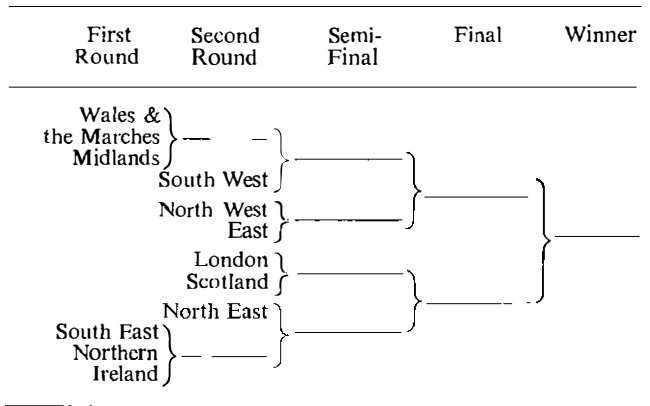 First Round Second Round Semi-Final Final Winner
Wales &
the Marches
Midlands
South West
North West
East
London
Scotland
North East
South East
Northern
Ireland